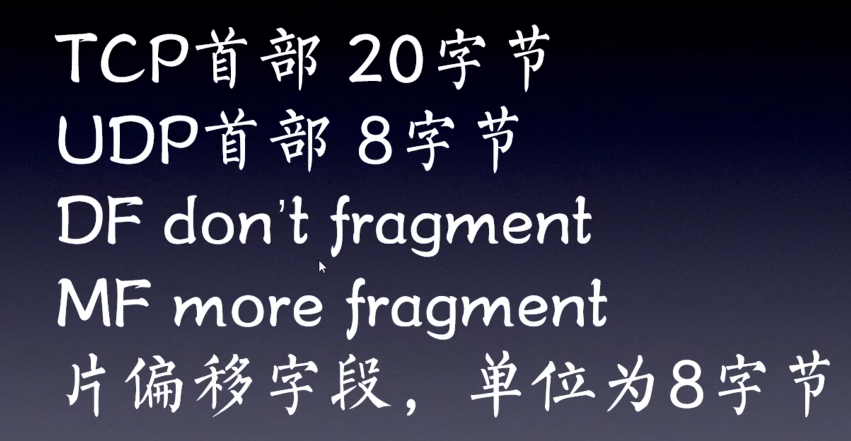 TCP首部 20字节
UDP首部 8字节
DF don't fragment
MF more fragment
片偏移字段，单位为8字节